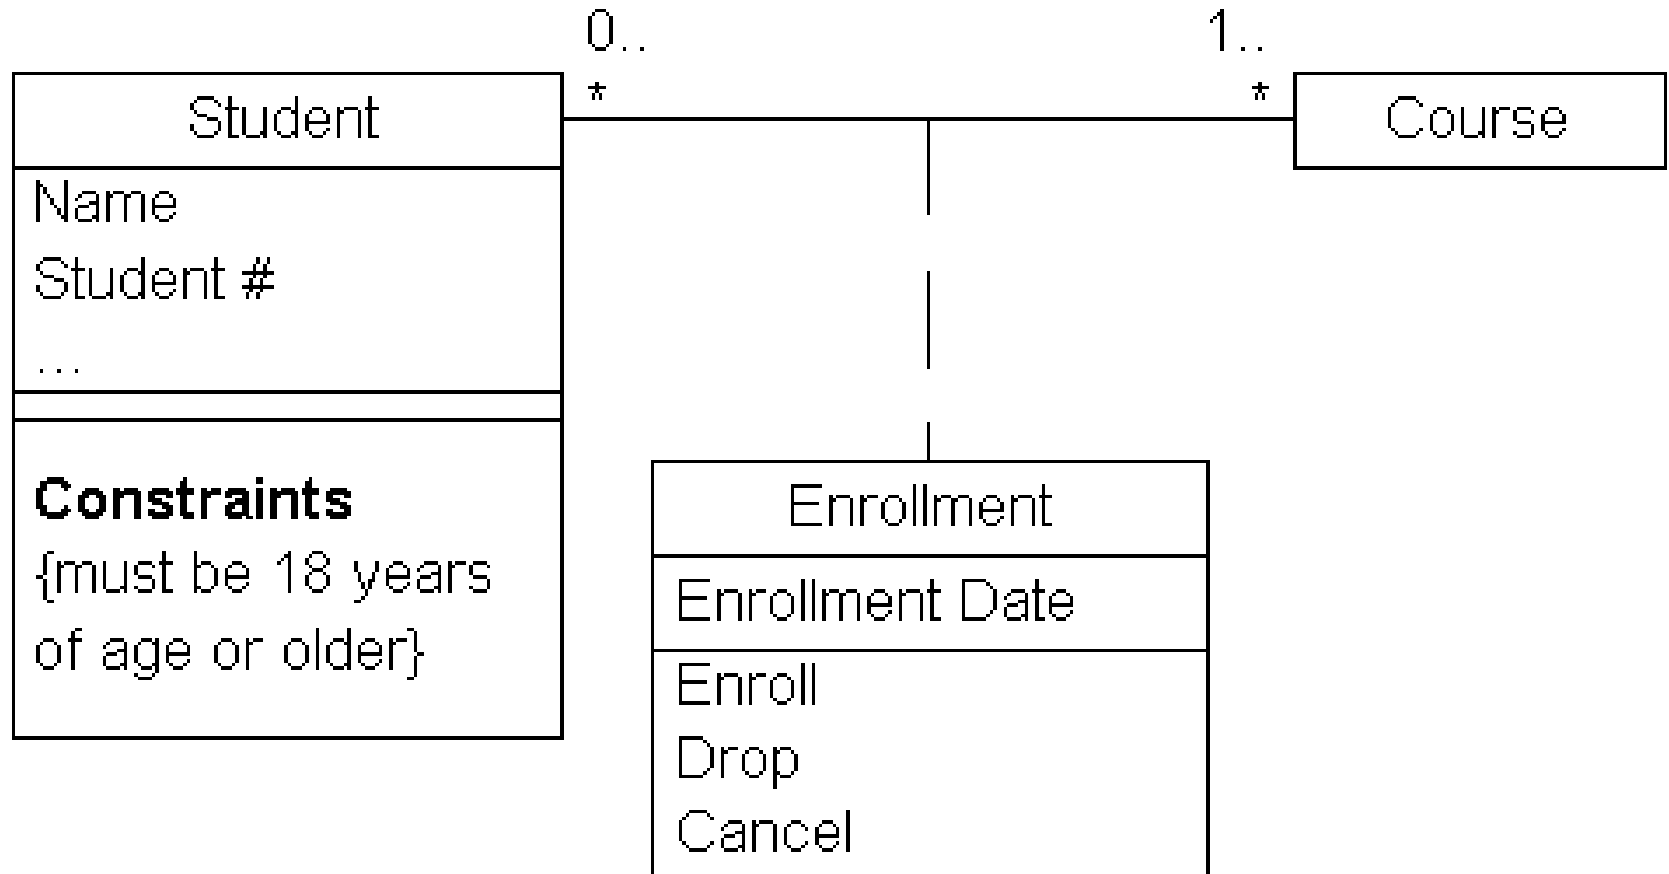 0..
*
1..
*
Student
Course
Name
Student #
...
Constraints
{must be 18 years
of age or older}
Enrollment
Enrollment Date
Enroll
Drop
Cancel